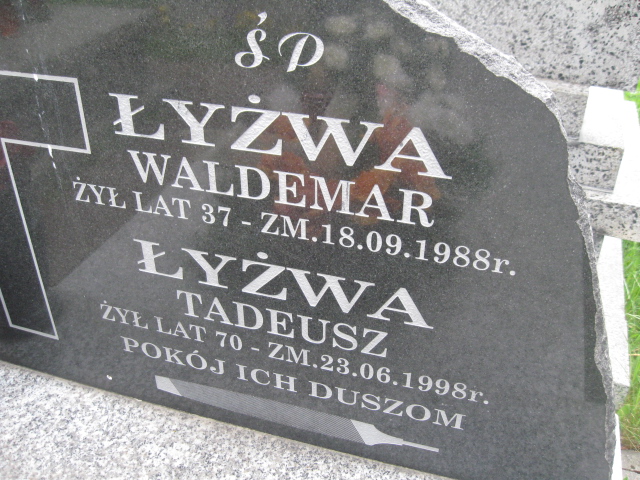 ŚP
ŁYŻWA
WALDEMAR
ŻYŁ LAT 37 - ZM.18.09.1988r.
ŁYŻWA
TADEUSZ
ŻYŁ LAT 70 - ZM.23.06.1998r.
POKÓJ ICH DUSZOM